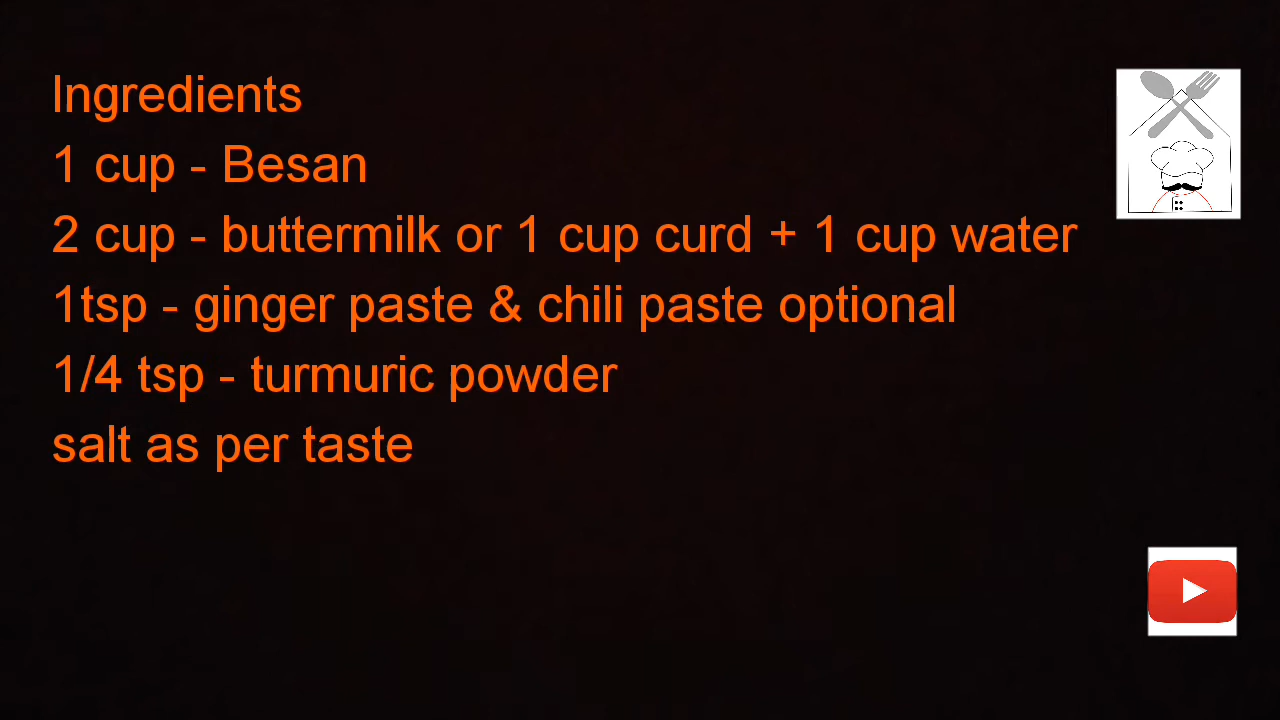 Ingredients
1 cup - Besan
2 cup - buttermilk or 1 cup curd + 1 cup water
1tsp - ginger paste & chili paste optional
1/4 tsp - turmuric powder
salt as per taste